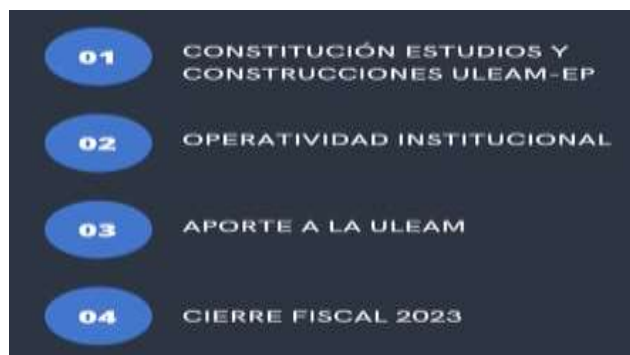 01
CONSTITUCIÓN ESTUDIOS Y
CONSTRUCCIONES ULEAM-EP
02
OPERATIVIDAD INSTITUCIONAL
03
APORTE A LA ULEAM
04
CIERRE FISCAL 2023